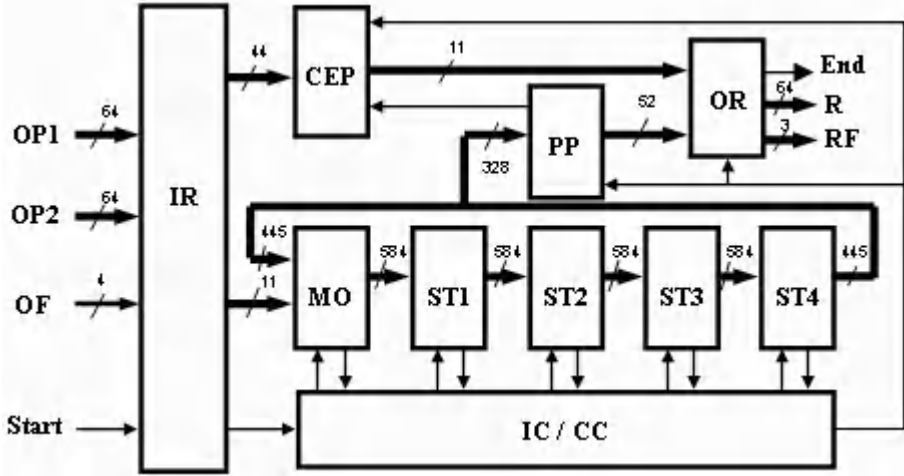 44
CEP
11
OR
End
64
R
3
RF
OP1
64
IR
328
PP
52
OP2
64
445
584
584
584
584
445
OF
4
11
MO
ST1
ST2
ST3
ST4
Start
IC / CC